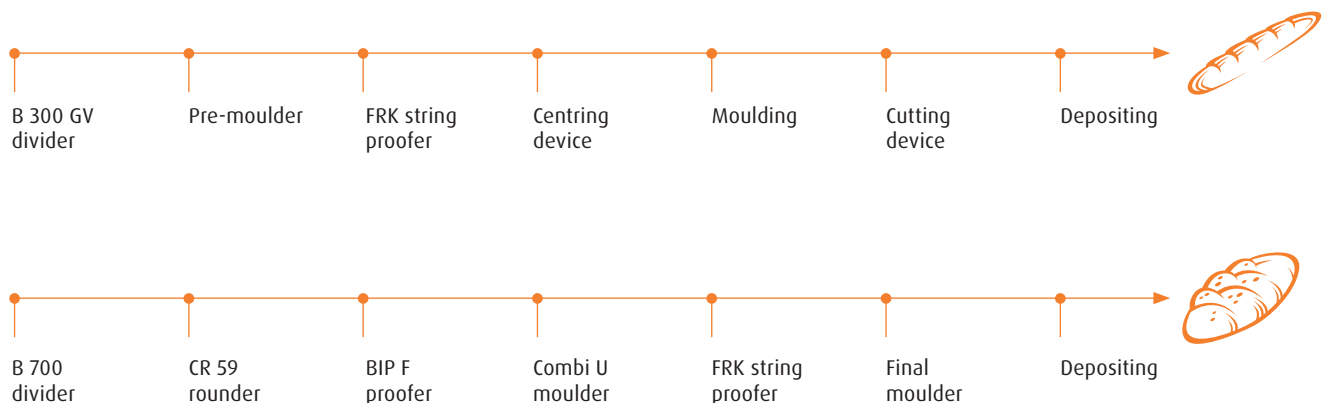 B 300 GV
divider
Pre-moulder
FRK string
proofer
Centring
device
Moulding
Cutting
device
Depositing
B 700
divider
CR 59
rounder
BIP F
proofer
Combi U
moulder
FRK string
proofer
Final
moulder
Depositing